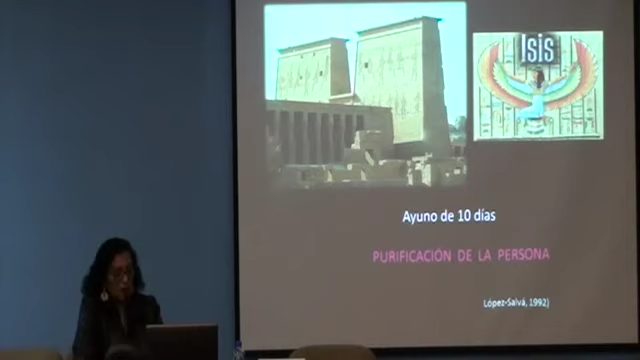 Isis
Ayuno de 10 días
PURIFICACIÓN DE LA PERSONA
López-Salvá, 1992)